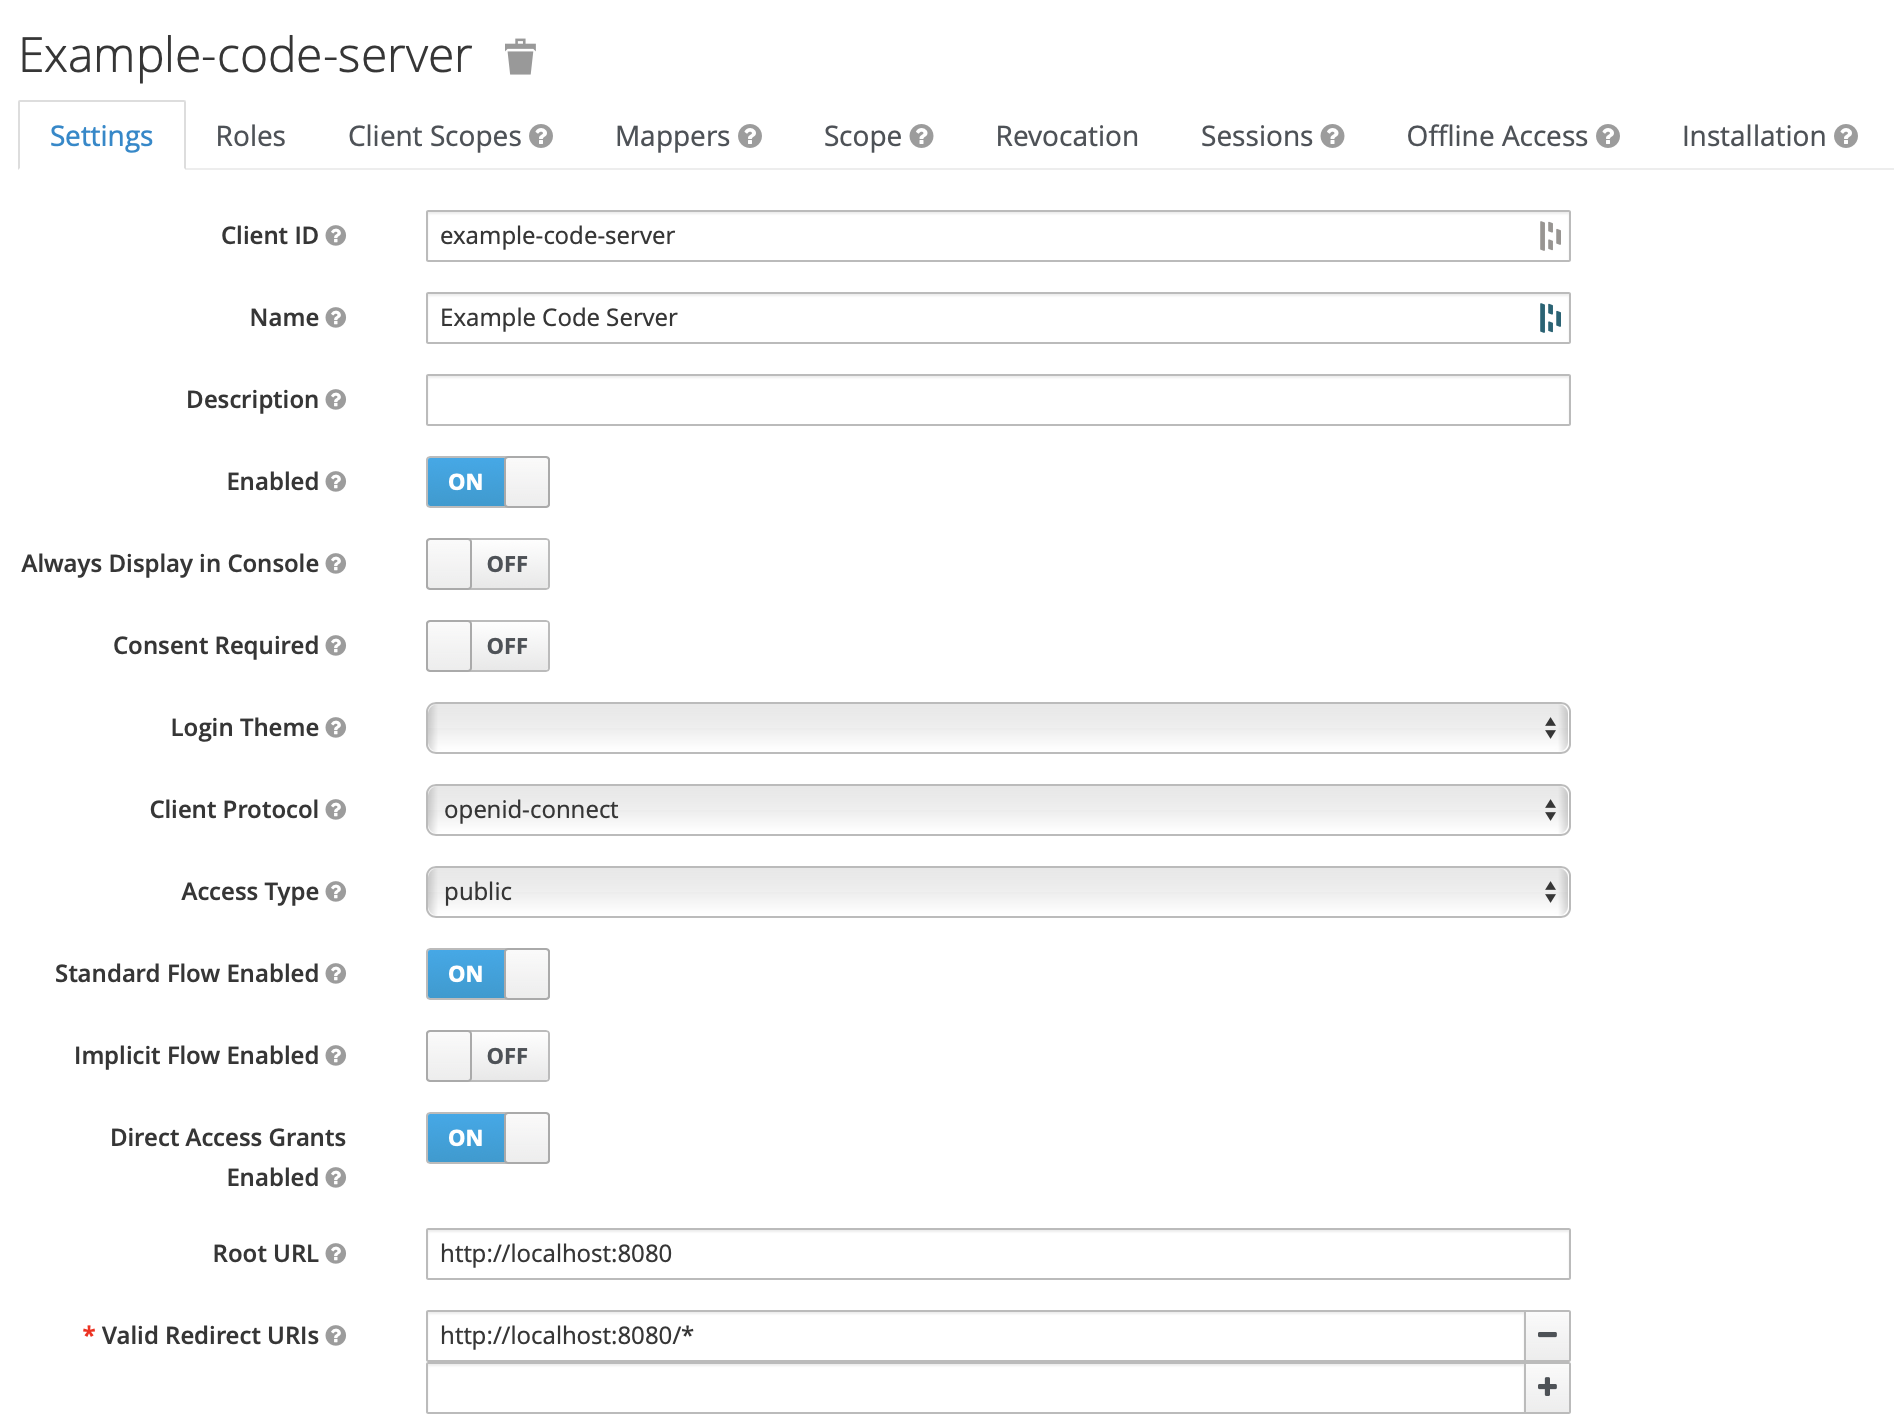 Example-code-server
Settings Roles Client Scopes Mappers Scope Revocation Sessions Offline Access Installation
Client ID example-code-server
Name Example Code Server
Description
Enabled ON
Always Display in Console OFF
Consent Required OFF
Login Theme
Client Protocol openid-connect
Access Type public
Standard Flow Enabled ON
Implicit Flow Enabled OFF
Direct Access Grants ON
Enabled
Root URL http://localhost:8080
* Valid Redirect URIs http://localhost:8080/*